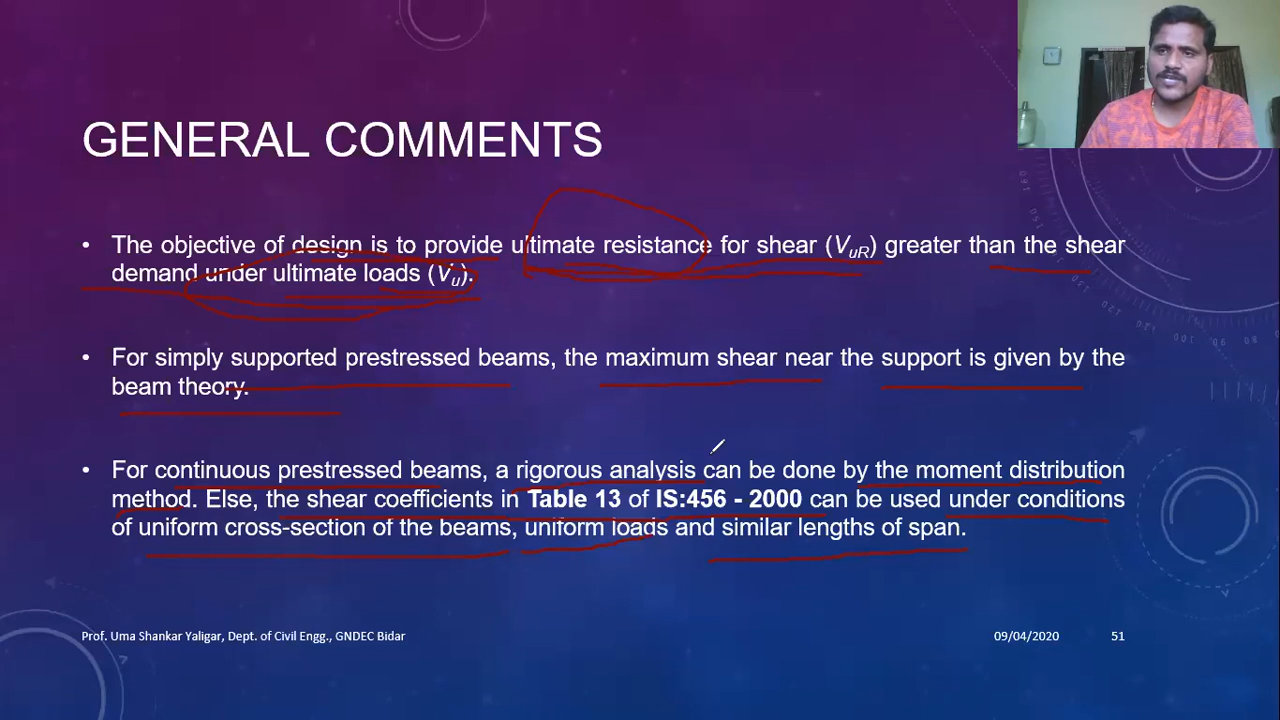 GENERAL COMMENTS
• The objective of design is to provide ultimate resistance for shear (VuR) greater than the shear
demand under ultimate loads (Vu).
• For simply supported prestressed beams, the maximum shear near the support is given by the
beam theory.
• For continuous prestressed beams, a rigorous analysis can be done by the moment distribution
method. Else, the shear coefficients in Table 13 of IS:456 - 2000 can be used under conditions
of uniform cross-section of the beams, uniform loads and similar lengths of span.
Prof. Uma Shankar Yaligar, Dept. of Civil Engg., GNDEC Bidar 09/04/2020 51